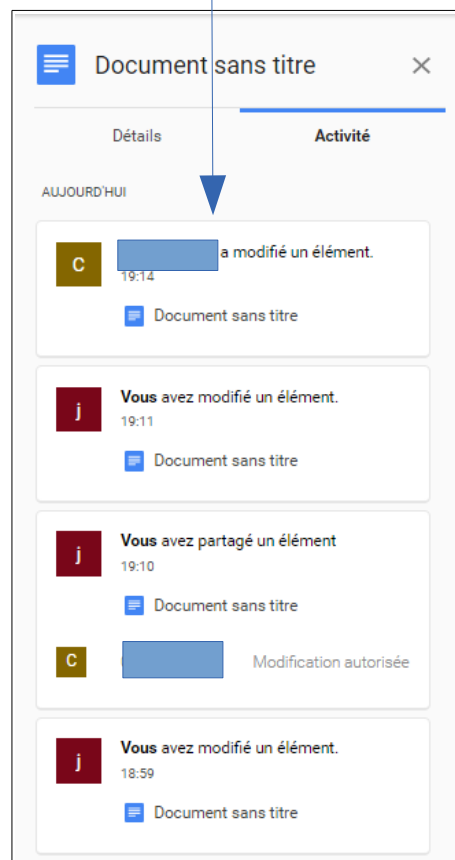 Document sans titre
Détails Activité
AUJOURD'HUI
C
a modifié un élément.
19:14
Document sans titre
j
Vous avez modifié un élément.
19:11
Document sans titre
j
Vous avez partagé un élément
19:10
Document sans titre
C
Modification autorisée
j
Vous avez modifié un élément.
18:59
Document sans titre